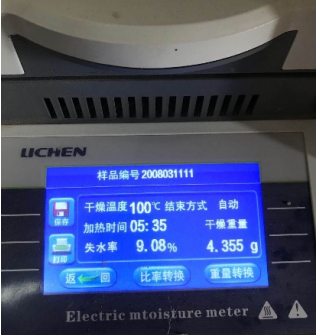 LICHEN
样品编号 2008031111
干燥温度 100℃ 结束方式 自动
加热时间 05:35 干燥重量
失水率 9.08% 4.355 g
保存
打印
返 回 比率转换 重量转换
Electric mtoisture meter